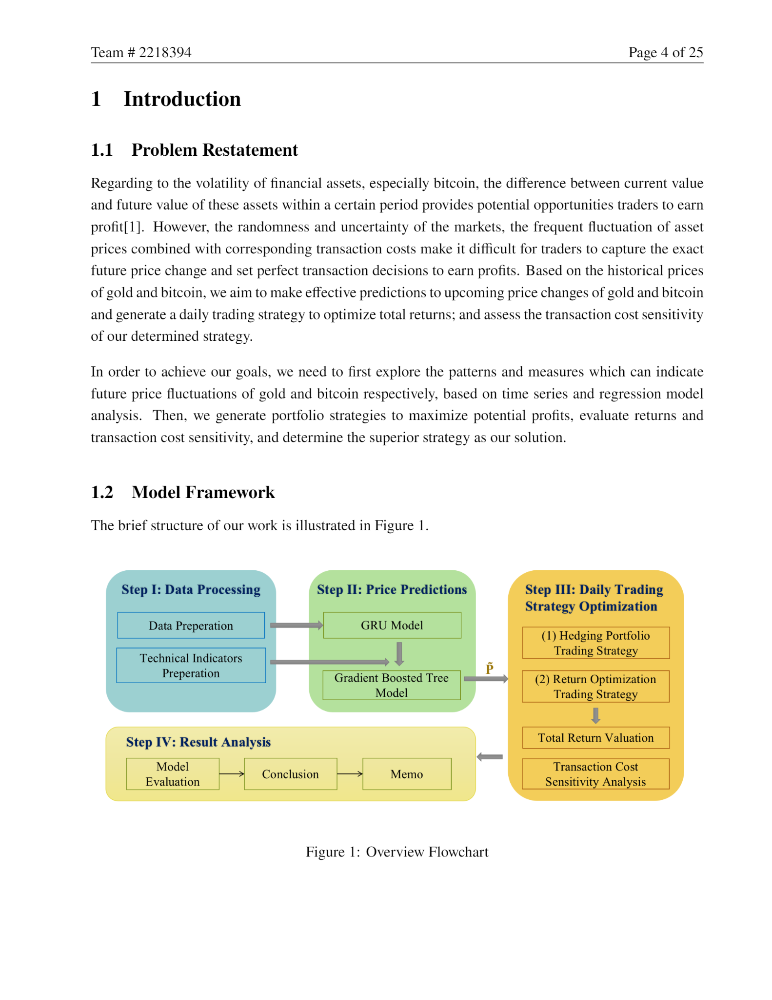 Team # 2218394
Page 4 of 25
1 Introduction
1.1 Problem Restatement
Regarding to the volatility of financial assets, especially bitcoin, the difference between current value
and future value of these assets within a certain period provides potential opportunities traders to earn
profit[1]. However, the randomness and uncertainty of the markets, the frequent fluctuation of asset
prices combined with corresponding transaction costs make it difficult for traders to capture the exact
future price change and set perfect transaction decisions to earn profits. Based on the historical prices
of gold and bitcoin, we aim to make effective predictions to upcoming price changes of gold and bitcoin
and generate a daily trading strategy to optimize total returns; and assess the transaction cost sensitivity
of our determined strategy.
In order to achieve our goals, we need to first explore the patterns and measures which can indicate
future price fluctuations of gold and bitcoin respectively, based on time series and regression model
analysis. Then, we generate portfolio strategies to maximize potential profits, evaluate returns and
transaction cost sensitivity, and determine the superior strategy as our solution.
1.2 Model Framework
The brief structure of our work is illustrated in Figure 1.
Step I: Data Processing
Data Preperation
Technical Indicators
Preperation
Step II: Price Predictions
GRU Model
Gradient Boosted Tree
Model
P̃
Step III: Daily Trading
Strategy Optimization
(1) Hedging Portfolio
Trading Strategy
(2) Return Optimization
Trading Strategy
Total Return Valuation
Transaction Cost
Sensitivity Analysis
Step IV: Result Analysis
Model
Evaluation
Conclusion
Memo
Figure 1: Overview Flowchart